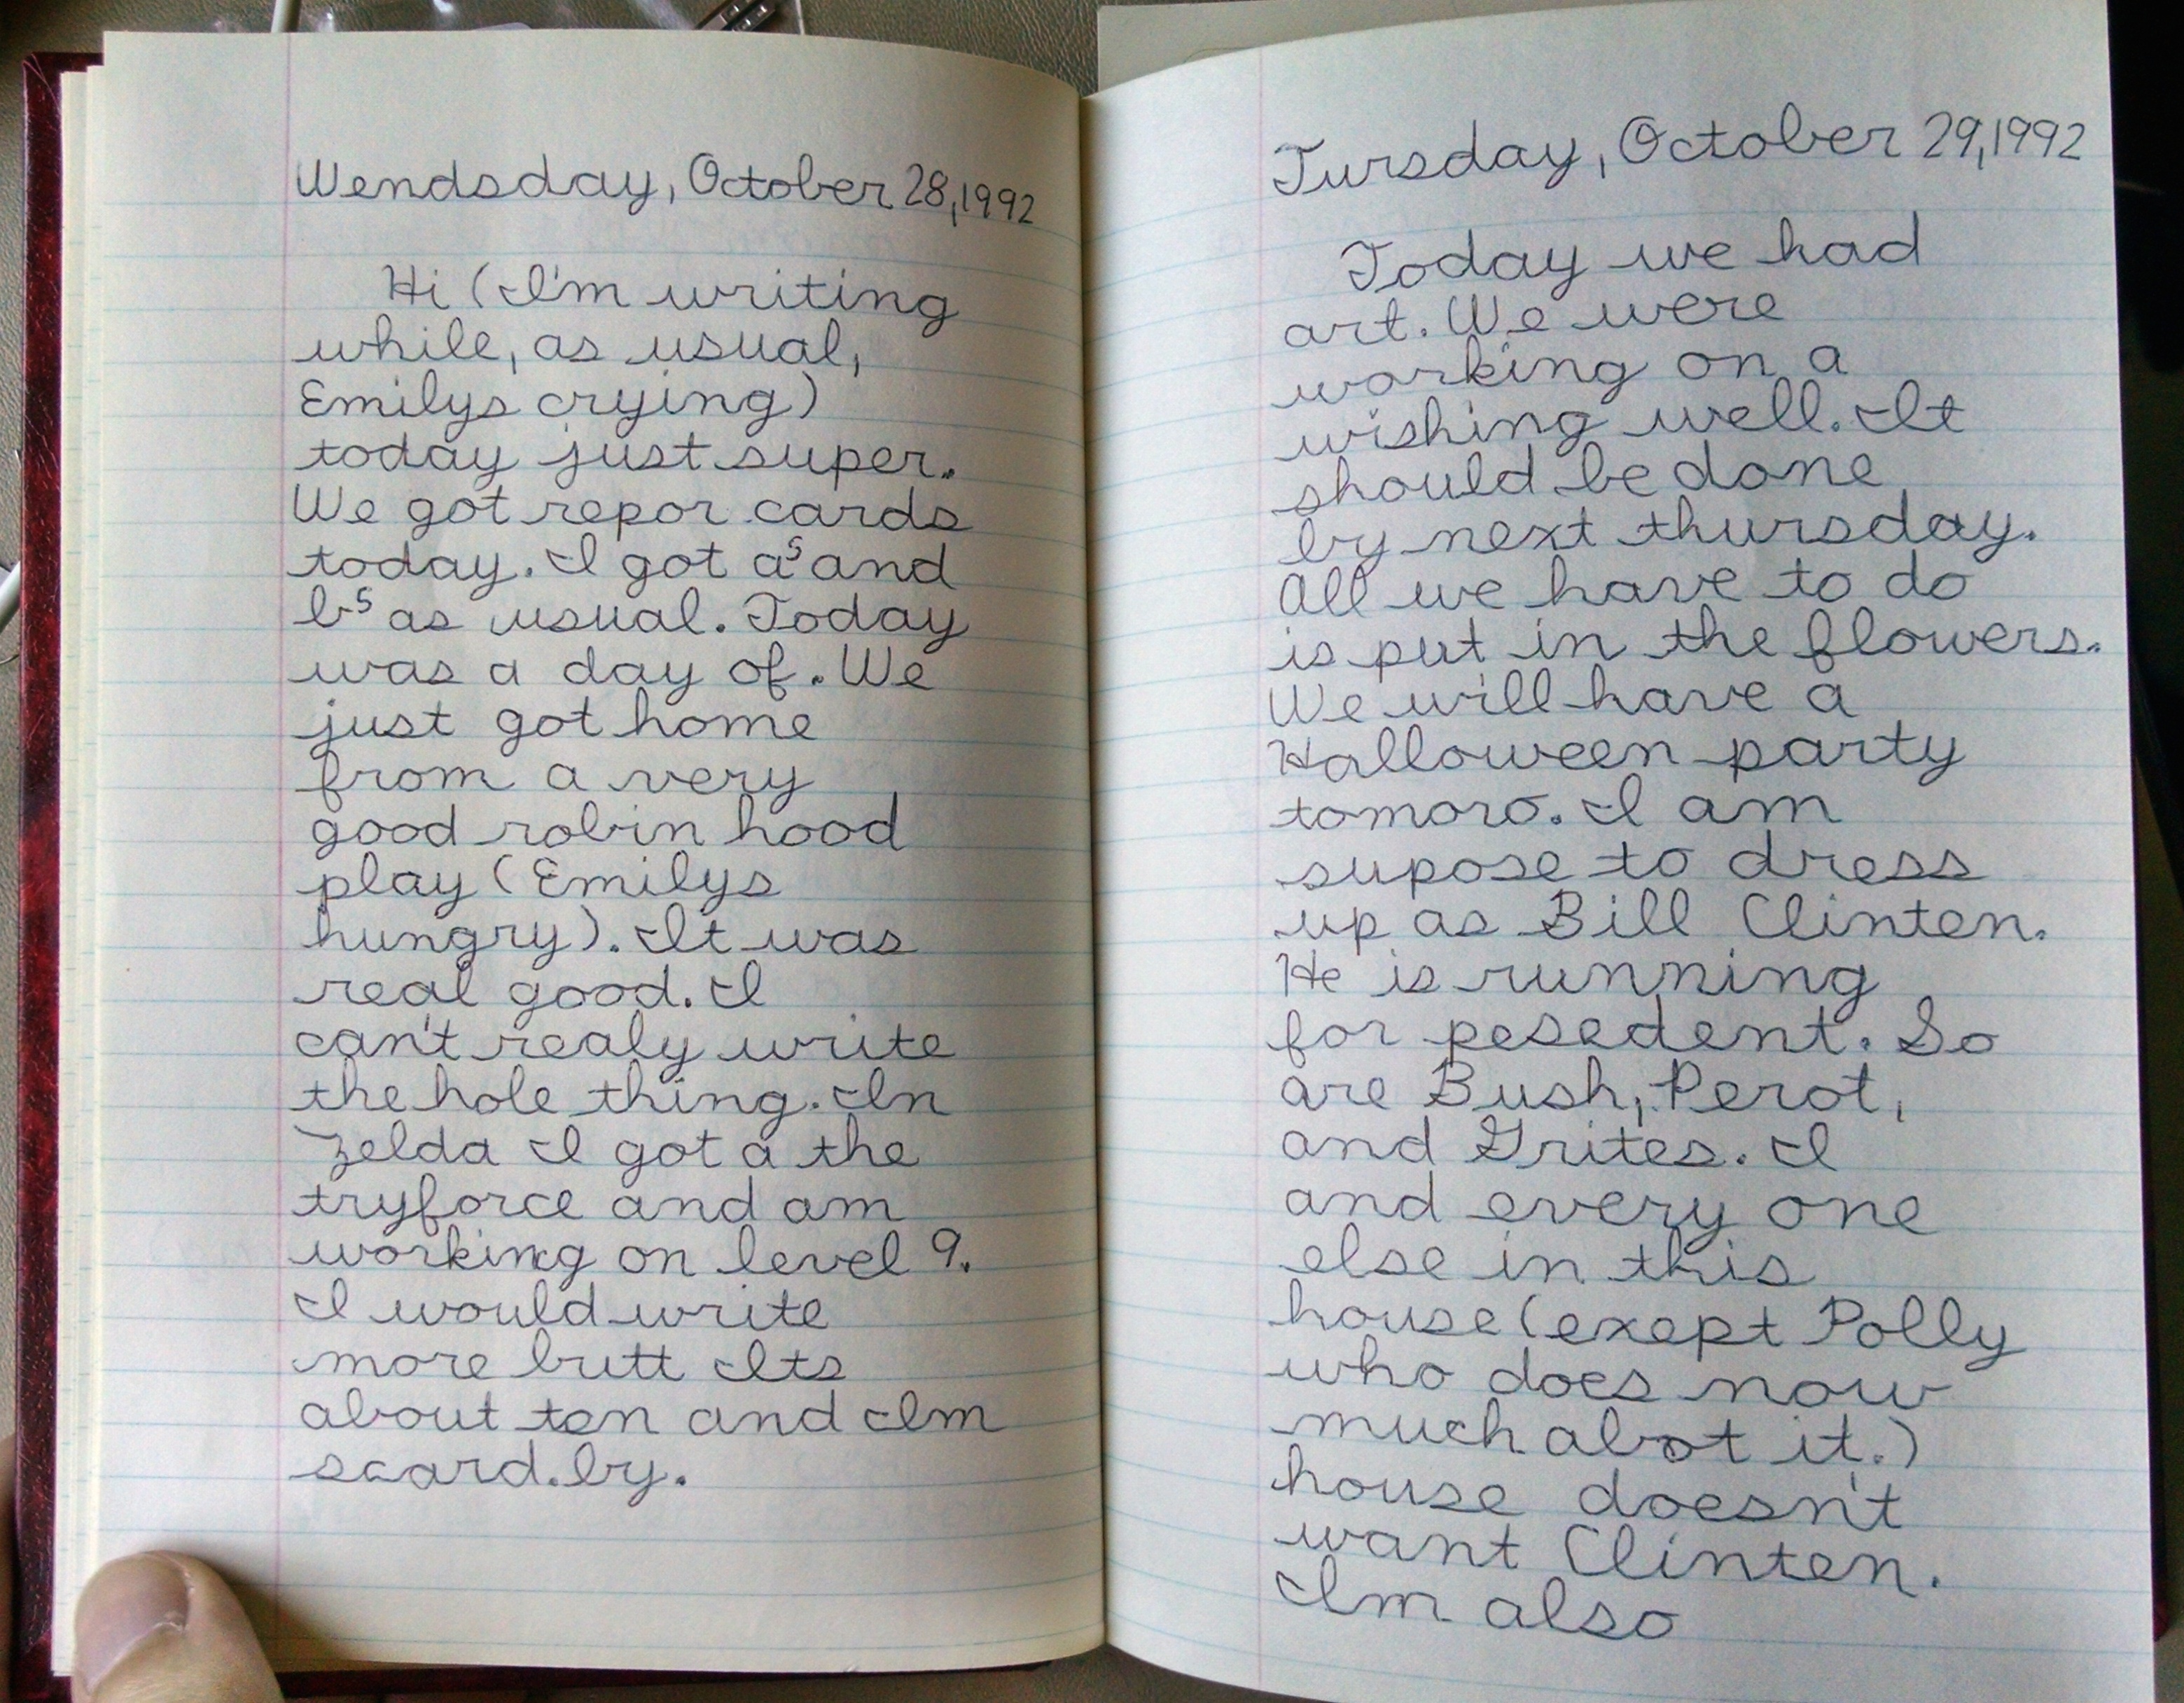 Wendsday, October 28, 1992
Hi (I'm writing
while, as usual,
Emilys crying)
today just super.
We got repor cards
today. I got as and
bs as usual. Today
was a day of. We
just got home
from a very
good robin hood
play (Emilys
hungry). It was
real good. I
can't realy write
the hole thing. In
Zelda I got a the
tryforce and am
working on level 9.
I would write
more butt Its
about ten and Im
scard. by.
Tursday, October 29, 1992
Today we had
art. We were
working on a
wishing well. It
should be done
by next thursday.
All we have to do
is put in the flowers.
We will have a
Halloween party
tomoro. I am
supose to dress
up as Bill Clinten.
He is running
for pesedent. So
are Bush, Perot,
and Grites. I
and every one
else in this
house (exept Polly
who does now
much abot it.)
house doesn't
want Clinten.
Im also